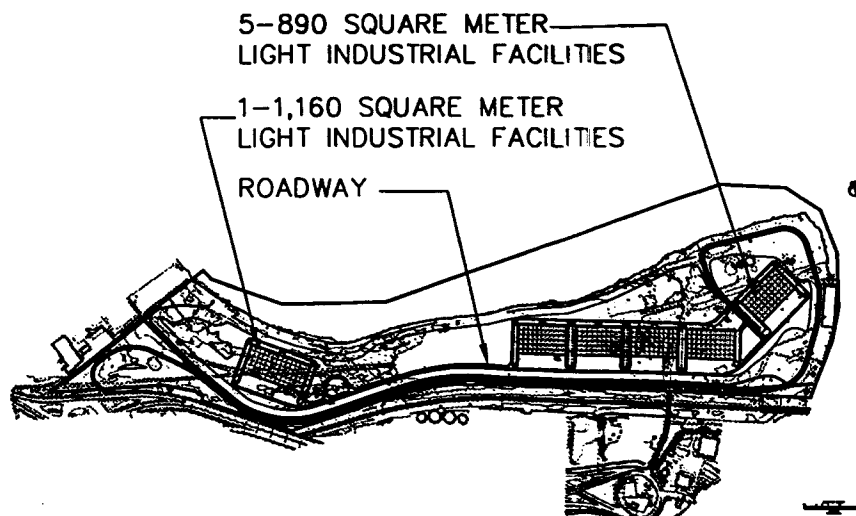 5-890 SQUARE METER
LIGHT INDUSTRIAL FACILITIES
1-1,160 SQUARE METER
LIGHT INDUSTRIAL FACILITIES
ROADWAY